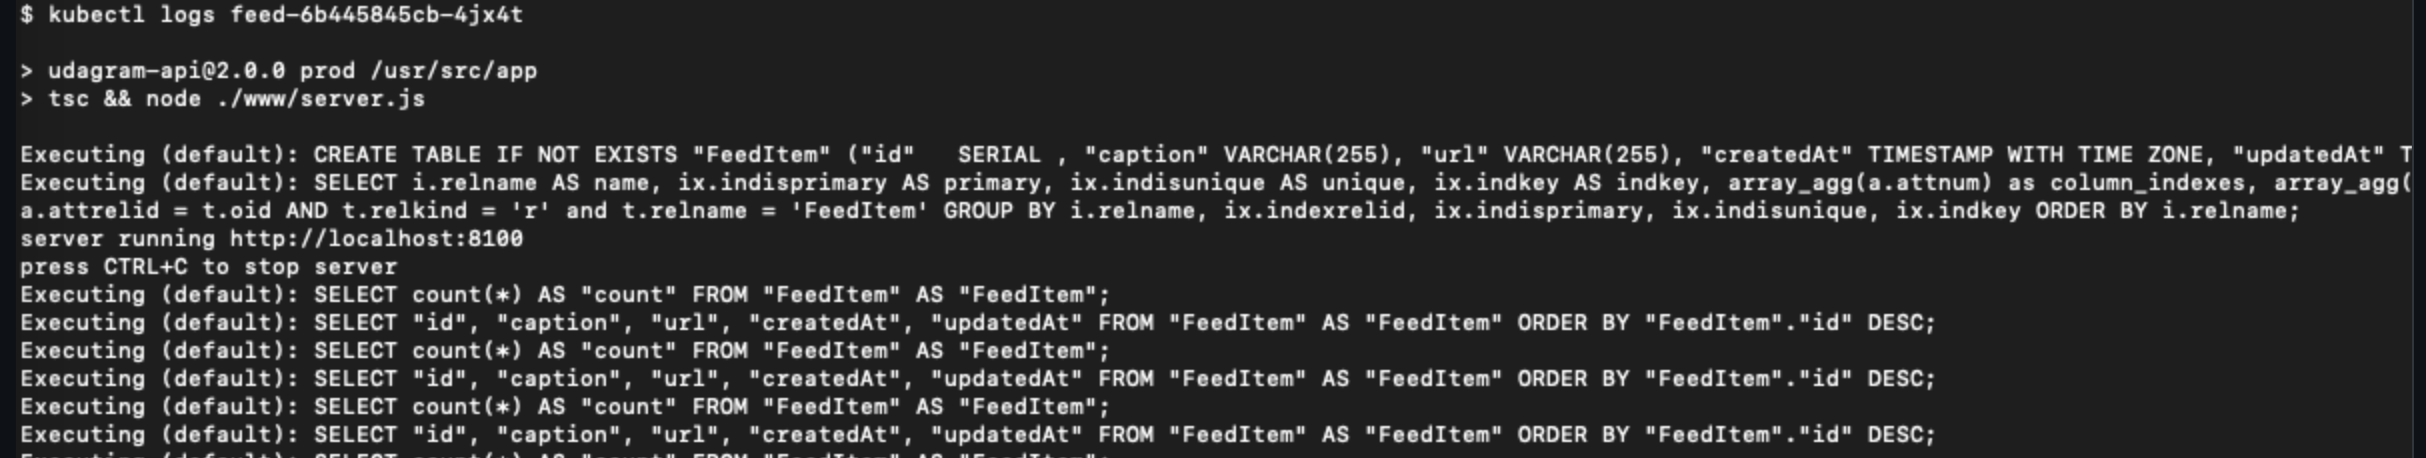 $ kubectl logs feed-6b445845cb-4jx4t
> udagram-api@2.0.0 prod /usr/src/app
> tsc && node ./www/server.js
Executing (default): CREATE TABLE IF NOT EXISTS "FeedItem" ("id"   SERIAL , "caption" VARCHAR(255), "url" VARCHAR(255), "createdAt" TIMESTAMP WITH TIME ZONE, "updatedAt" T
Executing (default): SELECT i.relname AS name, ix.indisprimary AS primary, ix.indisunique AS unique, ix.indkey AS indkey, array_agg(a.attnum) as column_indexes, array_agg(
a.attrelid = t.oid AND t.relkind = 'r' and t.relname = 'FeedItem' GROUP BY i.relname, ix.indexrelid, ix.indisprimary, ix.indisunique, ix.indkey ORDER BY i.relname;
server running http://localhost:8100
press CTRL+C to stop server
Executing (default): SELECT count(*) AS "count" FROM "FeedItem" AS "FeedItem";
Executing (default): SELECT "id", "caption", "url", "createdAt", "updatedAt" FROM "FeedItem" AS "FeedItem" ORDER BY "FeedItem"."id" DESC;
Executing (default): SELECT count(*) AS "count" FROM "FeedItem" AS "FeedItem";
Executing (default): SELECT "id", "caption", "url", "createdAt", "updatedAt" FROM "FeedItem" AS "FeedItem" ORDER BY "FeedItem"."id" DESC;
Executing (default): SELECT count(*) AS "count" FROM "FeedItem" AS "FeedItem";
Executing (default): SELECT "id", "caption", "url", "createdAt", "updatedAt" FROM "FeedItem" AS "FeedItem" ORDER BY "FeedItem"."id" DESC;